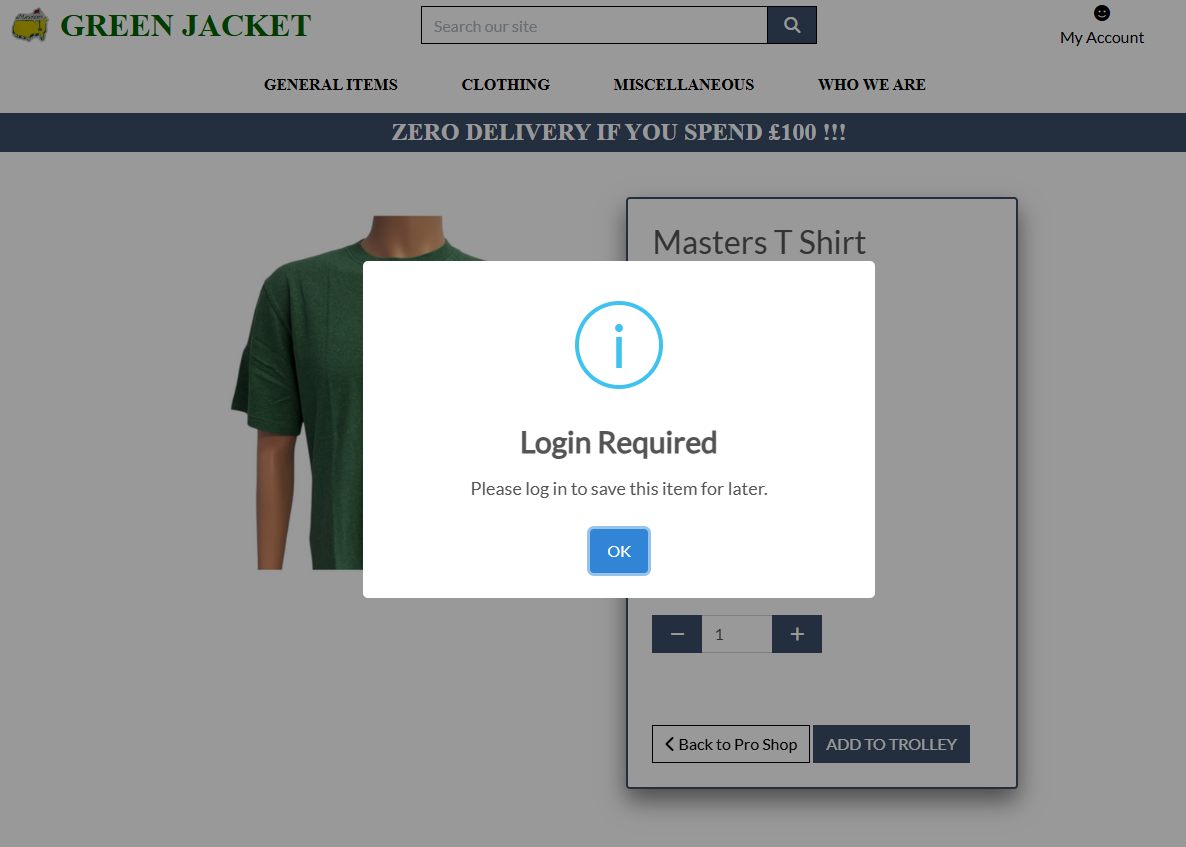 Masters
GREEN JACKET
Search our site
My Account
GENERAL ITEMS
CLOTHING
MISCELLANEOUS
WHO WE ARE
ZERO DELIVERY IF YOU SPEND £100 !!!
Masters T Shirt
i
Login Required
Please log in to save this item for later.
OK
1
Back to Pro Shop
ADD TO TROLLEY